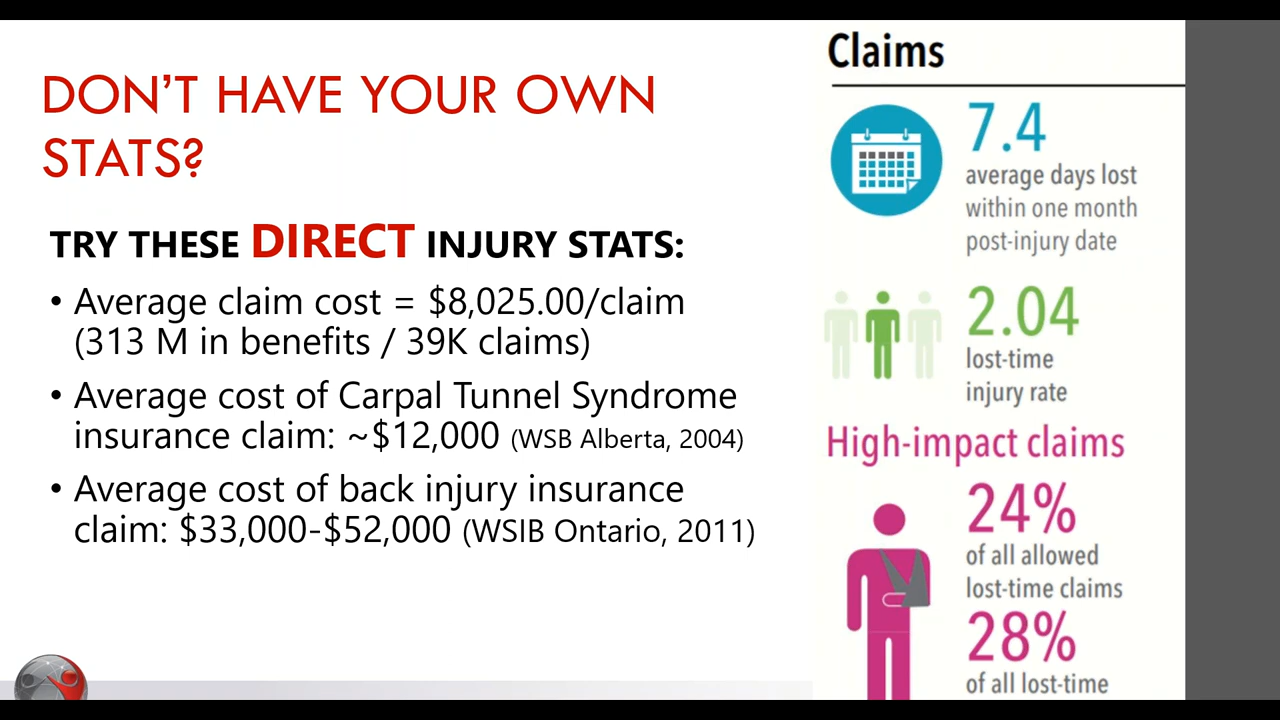 DON'T HAVE YOUR OWN
STATS?
TRY THESE DIRECT INJURY STATS:
• Average claim cost = $8,025.00/claim
(313 M in benefits / 39K claims)
• Average cost of Carpal Tunnel Syndrome
insurance claim: ~$12,000 (WSB Alberta, 2004)
• Average cost of back injury insurance
claim: $33,000-$52,000 (WSIB Ontario, 2011)
Claims
7.4
average days lost
within one month
post-injury date
2.04
lost-time
injury rate
High-impact claims
24%
of all allowed
lost-time claims
28%
of all lost-time